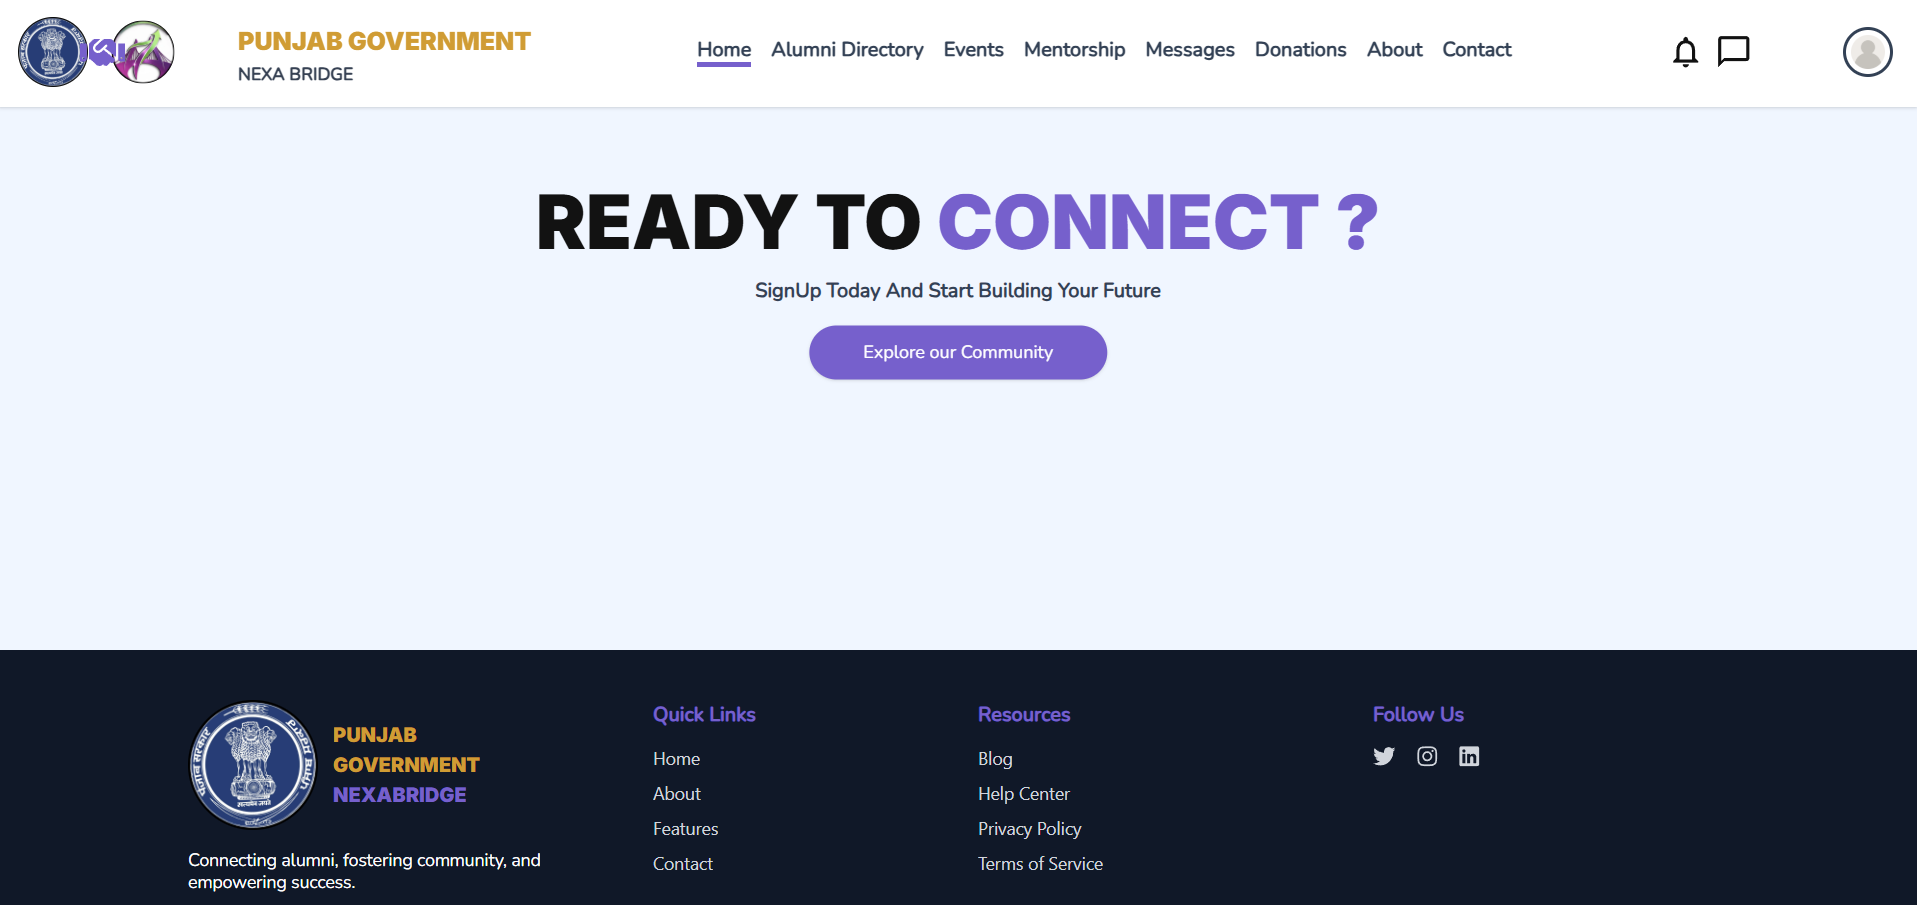 PUNJAB GOVERNMENT
NEXA BRIDGE
Home Alumni Directory Events Mentorship Messages Donations About Contact
READY TO CONNECT ?
SignUp Today And Start Building Your Future
Explore our Community
PUNJAB
GOVERNMENT
NEXABRIDGE
Connecting alumni, fostering community, and
empowering success.
Quick Links
Home
About
Features
Contact
Resources
Blog
Help Center
Privacy Policy
Terms of Service
Follow Us